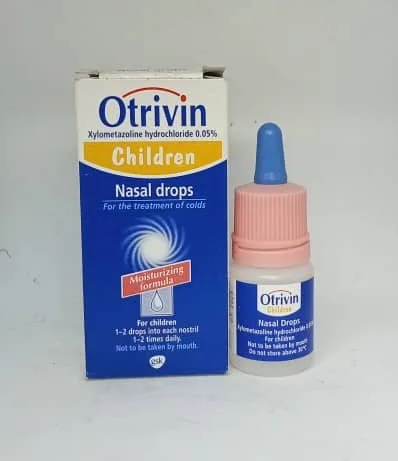 Otrivin
Xylometazoline hydrochloride 0.05%
Children
Nasal drops
For the treatment of colds
Moisturizing
formula
For children
1-2 drops into each nostril
1-2 times daily.
Not to be taken by mouth.
gsk
Otrivin
Children
Nasal Drops
Xylometazoline hydrochloride 0.05%
For children
Not to be taken by mouth.
Do not store above 30°C